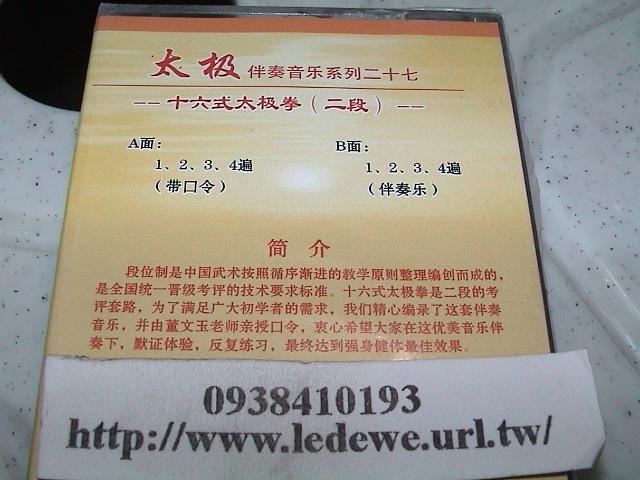 太极 伴奏音乐系列二十七
-- 十六式太极拳（二段） --
A面：
1、2、3、4遍
（带口令）
B面：
1、2、3、4遍
（伴奏乐）
简 介
段位制是中国武术按照循序渐进的教学原则整理编创而成的，
是全国统一晋级考评的技术要求标准。十六式太极拳是二段的考
评套路，为了满足广大初学者的需求，我们精心编录了这套伴奏
音乐，并由董文玉老师亲授口令，衷心希望大家在这优美音乐伴
奏下，默证体验，反复练习，最终达到强身健体最佳效果。
0938410193
http://www.ledewe.url.tw/